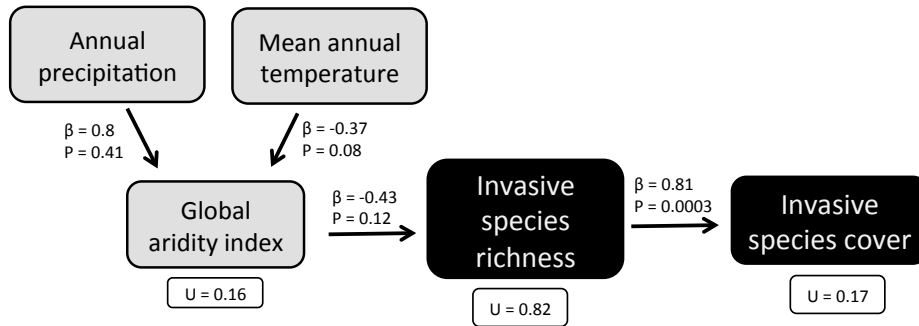 Annual
precipitation
Mean annual
temperature
β = 0.8
P = 0.41
β = -0.37
P = 0.08
Global
aridity index
β = -0.43
P = 0.12
Invasive
species
richness
β = 0.81
P = 0.0003
Invasive
species cover
U = 0.16
U = 0.82
U = 0.17